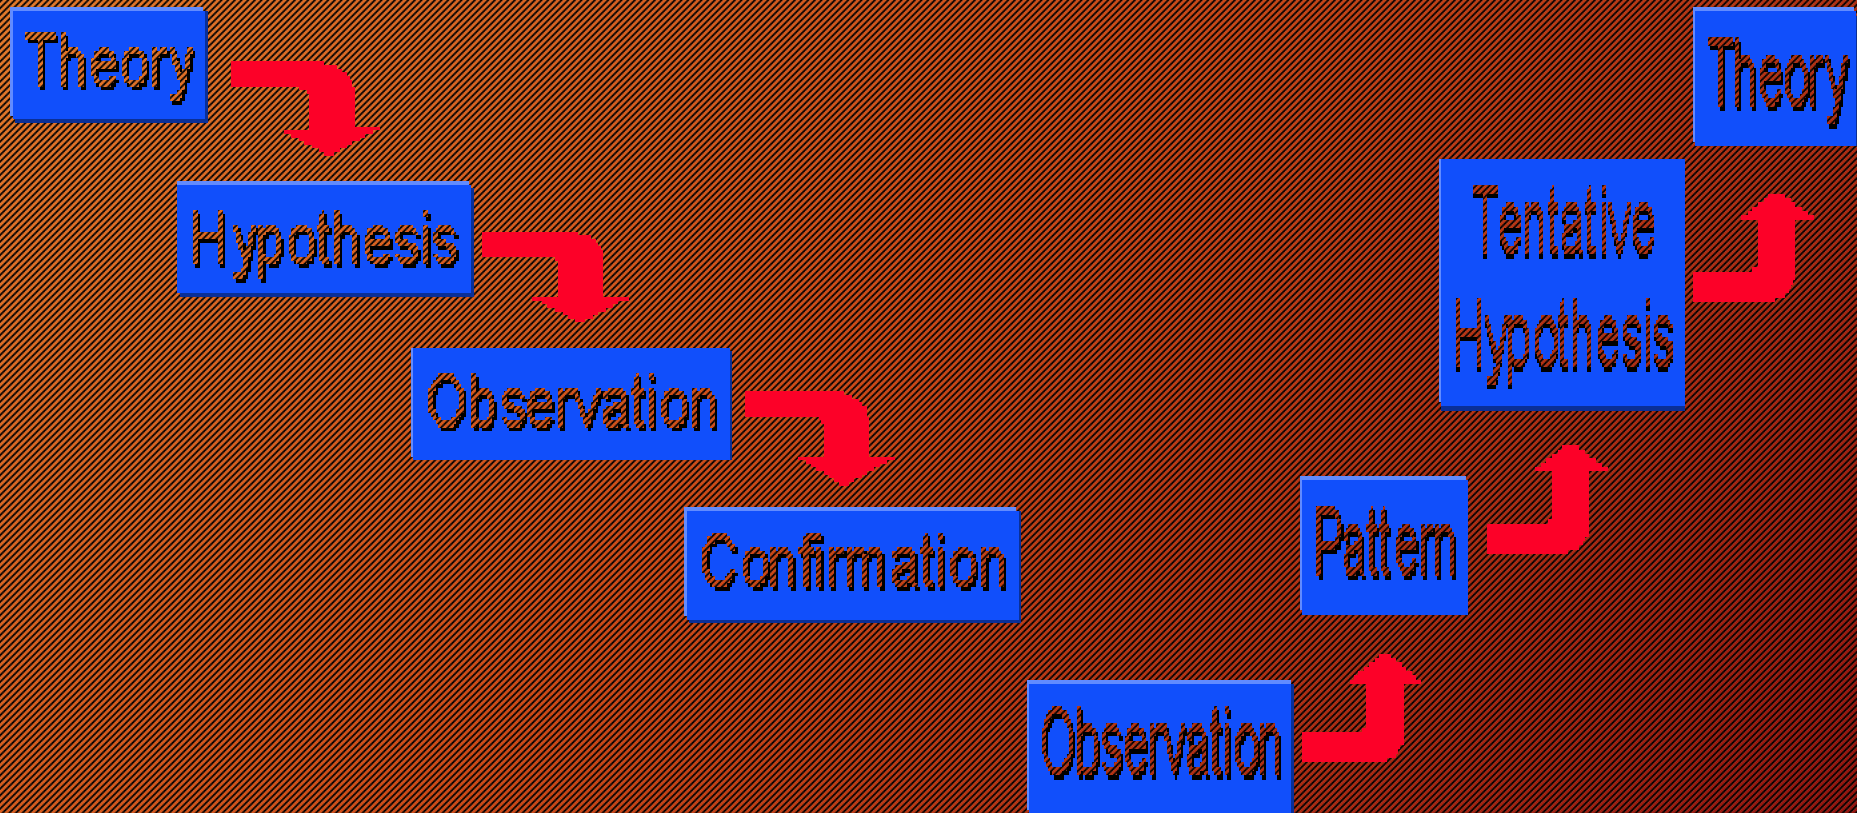 Theory
Hypothesis
Observation
Confirmation
Observation
Pattern
Tentative
Hypothesis
Theory